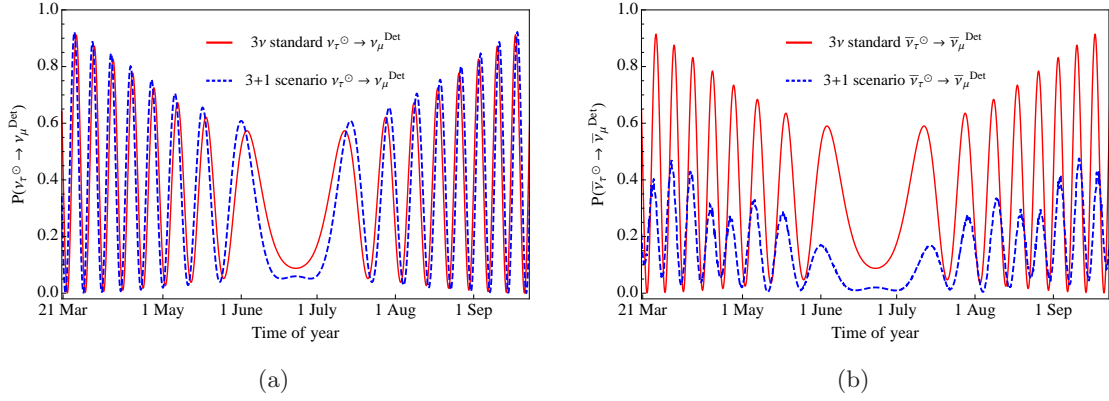 1.0
0.8
0.6
0.4
0.2
0.0
P(ν_τ^⊙ → ν_μ^Det)
3ν standard ν_τ^⊙ → ν_μ^Det
3+1 scenario ν_τ^⊙ → ν_μ^Det
21 Mar 1 May 1 June 1 July 1 Aug 1 Sep
Time of year
(a)
1.0
0.8
0.6
0.4
0.2
0.0
P(ν̅_τ^⊙ → ν̅_μ^Det)
3ν standard ν̅_τ^⊙ → ν̅_μ^Det
3+1 scenario ν̅_τ^⊙ → ν̅_μ^Det
21 Mar 1 May 1 June 1 July 1 Aug 1 Sep
Time of year
(b)